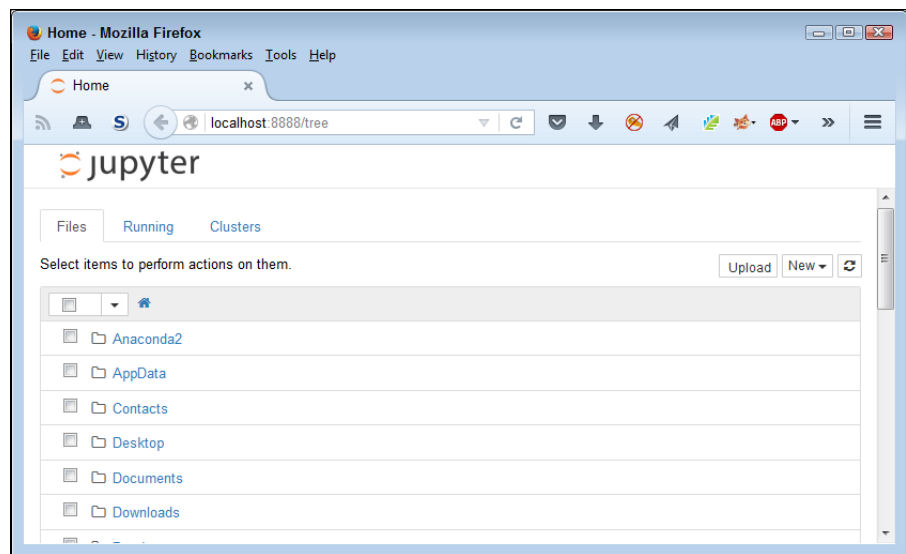 Home - Mozilla Firefox
File Edit View History Bookmarks Tools Help
Home
S localhost:8888/tree ABP
jupyter
Files Running Clusters
Select items to perform actions on them. Upload New
Anaconda2
AppData
Contacts
Desktop
Documents
Downloads